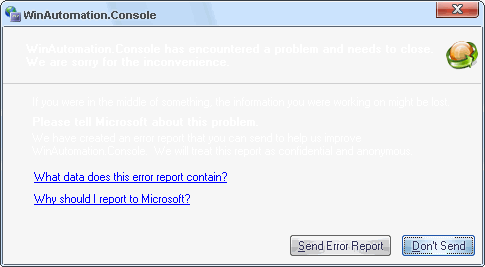 WinAutomation.Console
WinAutomation.Console has encountered a problem and needs to close.
We are sorry for the inconvenience.
If you were in the middle of something, the information you were working on might be lost.
Please tell Microsoft about this problem.
We have created an error report that you can send to help us improve
WinAutomation.Console. We will treat this report as confidential and anonymous.
What data does this error report contain?
Why should I report to Microsoft?
Send Error Report
Don't Send